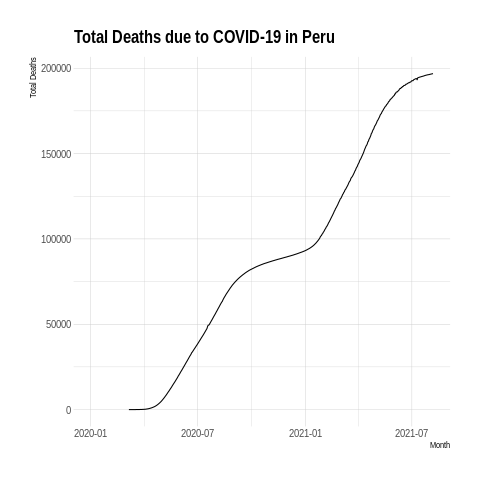 Total Deaths due to COVID-19 in Peru
Total Deaths
200000
150000
100000
50000
0
2020-01 2020-07 2021-01 2021-07
Month